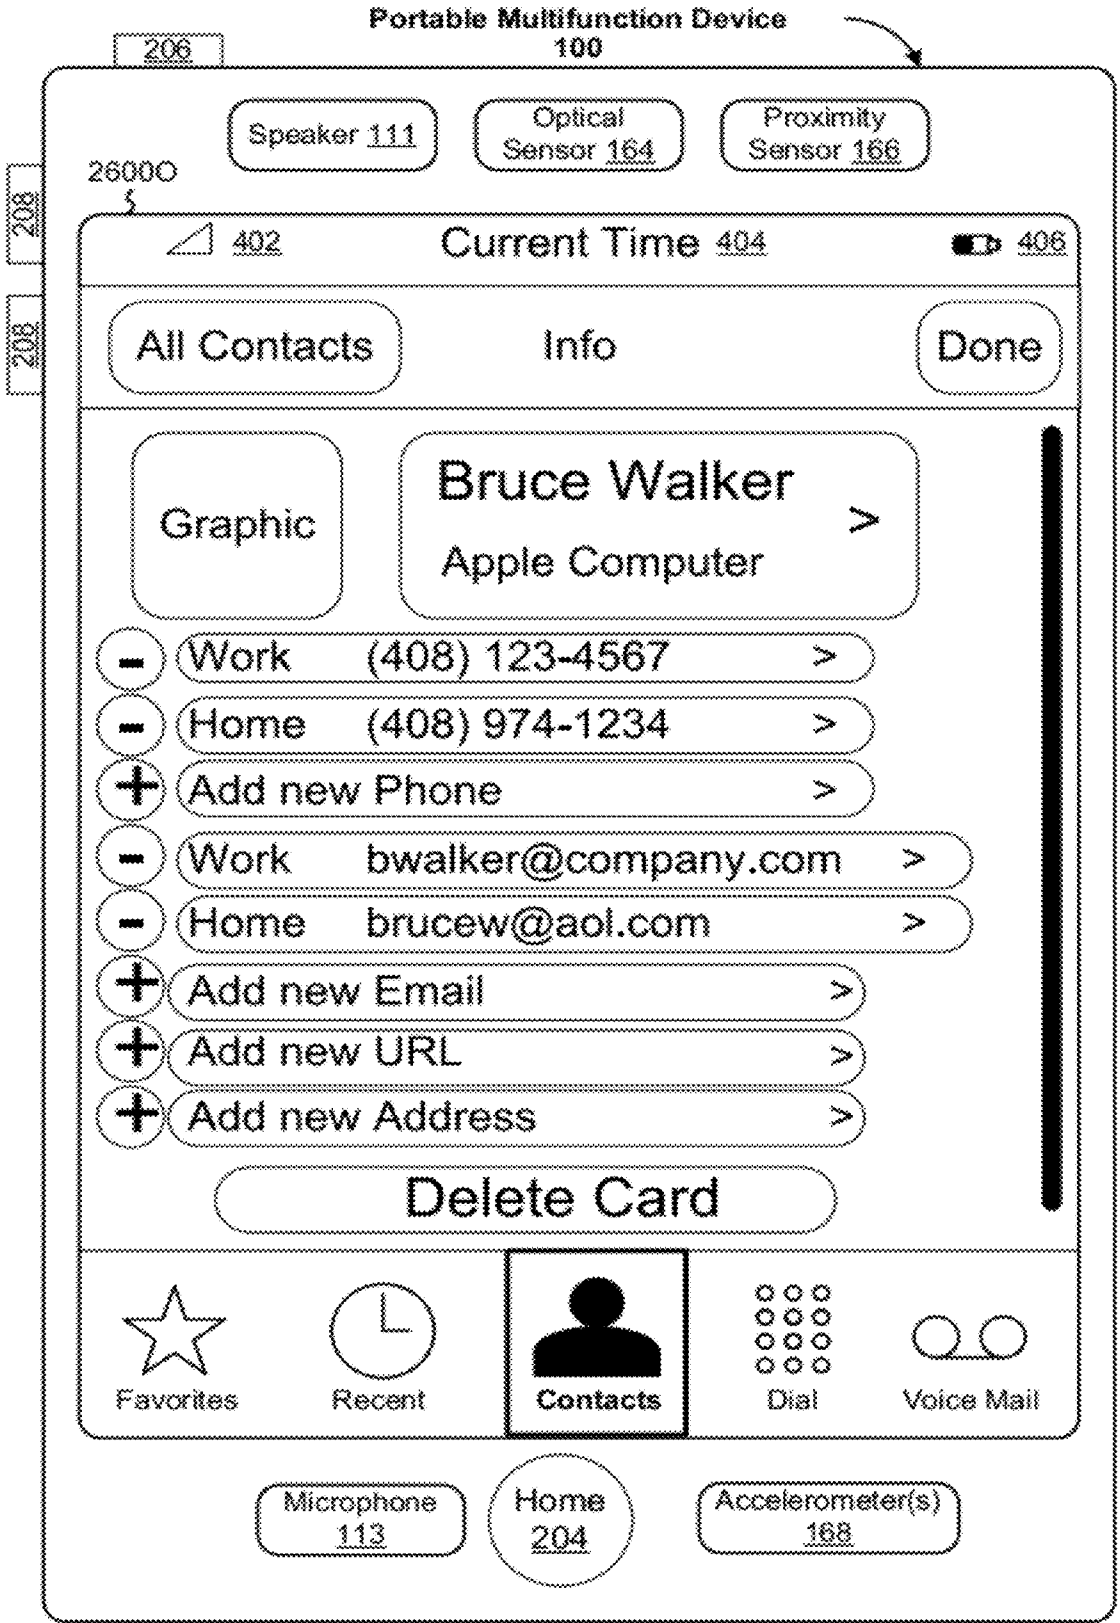 Portable Multifunction Device
100
206
Speaker 111
Optical
Sensor 164
Proximity
Sensor 166
2600O
208
208
402
Current Time 404
406
All Contacts
Info
Done
Graphic
Bruce Walker
>
Apple Computer
- Work (408) 123-4567 >
- Home (408) 974-1234 >
+ Add new Phone >
- Work bwalker@company.com >
- Home brucew@aol.com >
+ Add new Email >
+ Add new URL >
+ Add new Address >
Delete Card
Favorites
Recent
Contacts
Dial
Voice Mail
Microphone
113
Home
204
Accelerometer(s)
168